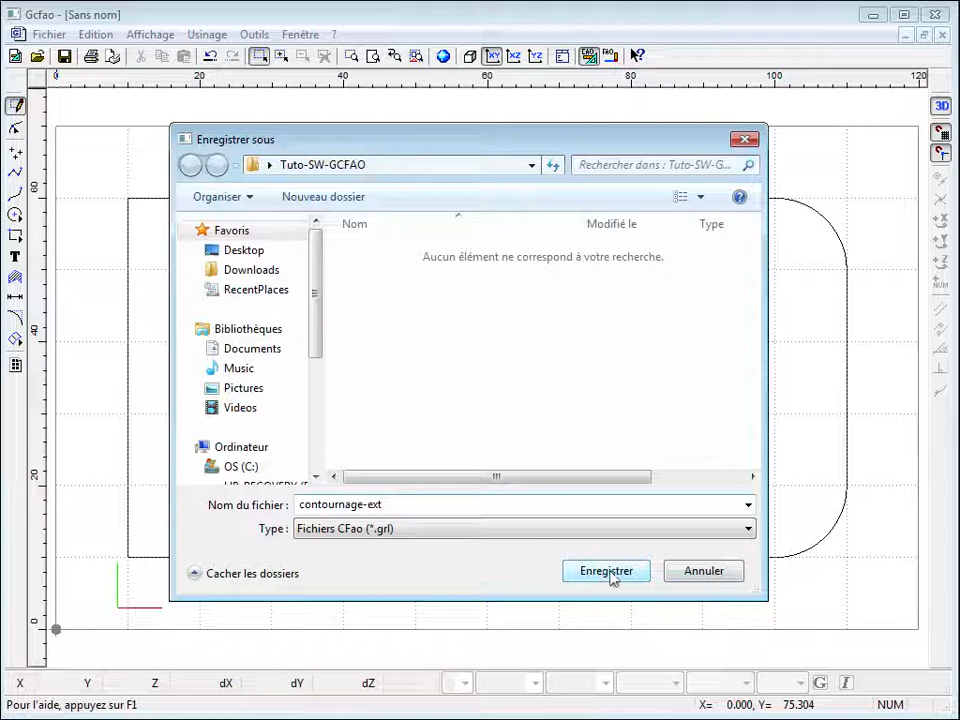 Gcfao - [Sans nom]
Fichier Edition Affichage Usinage Outils Fenêtre ?
CAO FAO
0 20 40 60 80 100 120
3D
Enregistrer sous
Tuto-SW-GCFAO
Rechercher dans : Tuto-SW-G...
Organiser Nouveau dossier
Nom Modifié le Type
Aucun élément ne correspond à votre recherche.
Favoris
Desktop
Downloads
RecentPlaces
Bibliothèques
Documents
Music
Pictures
Videos
Ordinateur
OS (C:)
Nom du fichier : contournage-ext
Type : Fichiers CFao (*.grl)
Cacher les dossiers
Enregistrer Annuler
60
40
20
0
+X
+Y
+Z
NUM
X Y Z dX dY dZ G I
Pour l'aide, appuyez sur F1
X= 0.000, Y= 75.304 NUM